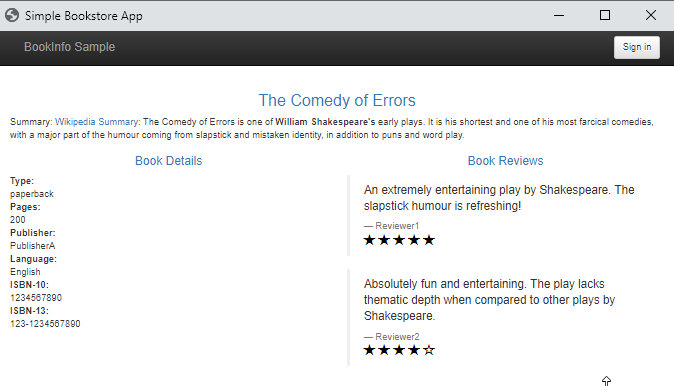 Simple Bookstore App
BookInfo Sample
Sign in
The Comedy of Errors
Summary: Wikipedia Summary: The Comedy of Errors is one of William Shakespeare's early plays. It is his shortest and one of his most farcical comedies,
with a major part of the humour coming from slapstick and mistaken identity, in addition to puns and word play.
Book Details
Type:
paperback
Pages:
200
Publisher:
PublisherA
Language:
English
ISBN-10:
1234567890
ISBN-13:
123-1234567890
Book Reviews
An extremely entertaining play by Shakespeare. The
slapstick humour is refreshing!
— Reviewer1
★★★★★
Absolutely fun and entertaining. The play lacks
thematic depth when compared to other plays by
Shakespeare.
— Reviewer2
★★★★☆